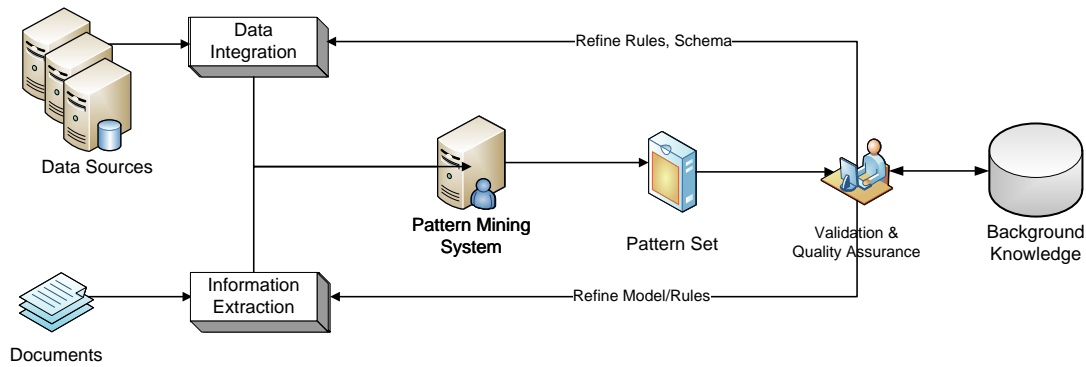 Data
Integration
Refine Rules, Schema
Data Sources
Pattern Mining
System
Pattern Set
Validation &
Quality Assurance
Background
Knowledge
Information
Extraction
Refine Model/Rules
Documents